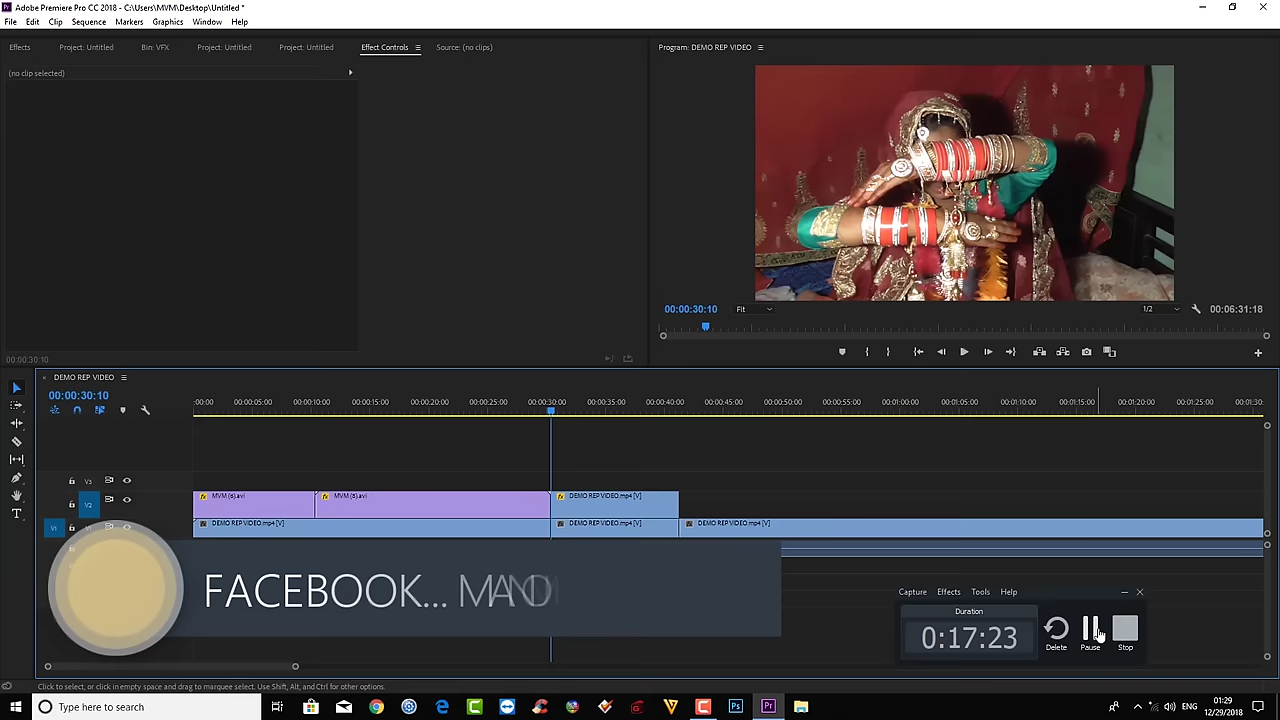 Adobe Premiere Pro CC 2018 - C:\Users\MVM\Desktop\Untitled *
File Edit Clip Sequence Markers Graphics Window Help
Effects Project: Untitled Bin: VFX Project: Untitled Project: Untitled Effect Controls Source: (no clips)
Program: DEMO REP VIDEO
(no clip selected)
00:00:30:10 Fit 1/2 00:06:31:18
00:00:30:10
DEMO REP VIDEO
00:00:30:10
:00:00 00:00:05:00 00:00:10:00 00:00:15:00 00:00:20:00 00:00:25:00 00:00:30:00 00:00:35:00 00:00:40:00 00:00:45:00 00:00:50:00 00:00:55:00 00:01:00:00 00:01:05:00 00:01:10:00 00:01:15:00 00:01:20:00 00:01:25:00 00:01:30:
V3
V2 MVM (6).avi MVM (8).avi DEMO REP VIDEO.mp4 [V]
V1 DEMO REP VIDEO.mp4 [V] DEMO REP VIDEO.mp4 [V] DEMO REP VIDEO.mp4 [V]
FACEBOOK... MAND
Capture Effects Tools Help
Duration
0:17:23
Delete Pause Stop
Click to select, or click in empty space and drag to marquee select. Use Shift, Alt, and Ctrl for other options.
Type here to search
ENG
01:29
12/29/2018